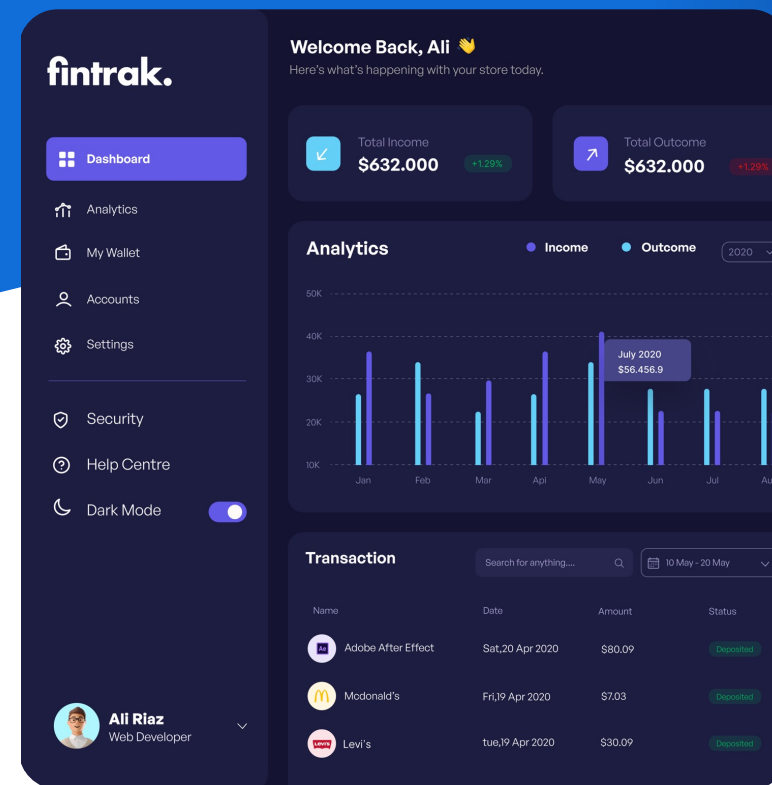 fintrak.
Dashboard
Analytics
My Wallet
Accounts
Settings
Security
Help Centre
Dark Mode
Ali Riaz
Web Developer
Welcome Back, Ali 👋
Here's what's happening with your store today.
Total Income
$632.000 +1.29%
Total Outcome
$632.000 +1.29%
Analytics Income Outcome 2020
50K
40K
30K
20K
10K
July 2020
$56.456.9
Jan Feb Mar Apl May Jun Jul Au
Transaction Search for anything.... 10 May - 20 May
Name Date Amount Status
Ae Adobe After Effect Sat,20 Apr 2020 $80.09 Deposited
Mcdonald's Fri,19 Apr 2020 $7.03 Deposited
Levi's Levi's tue,19 Apr 2020 $30.09 Deposited